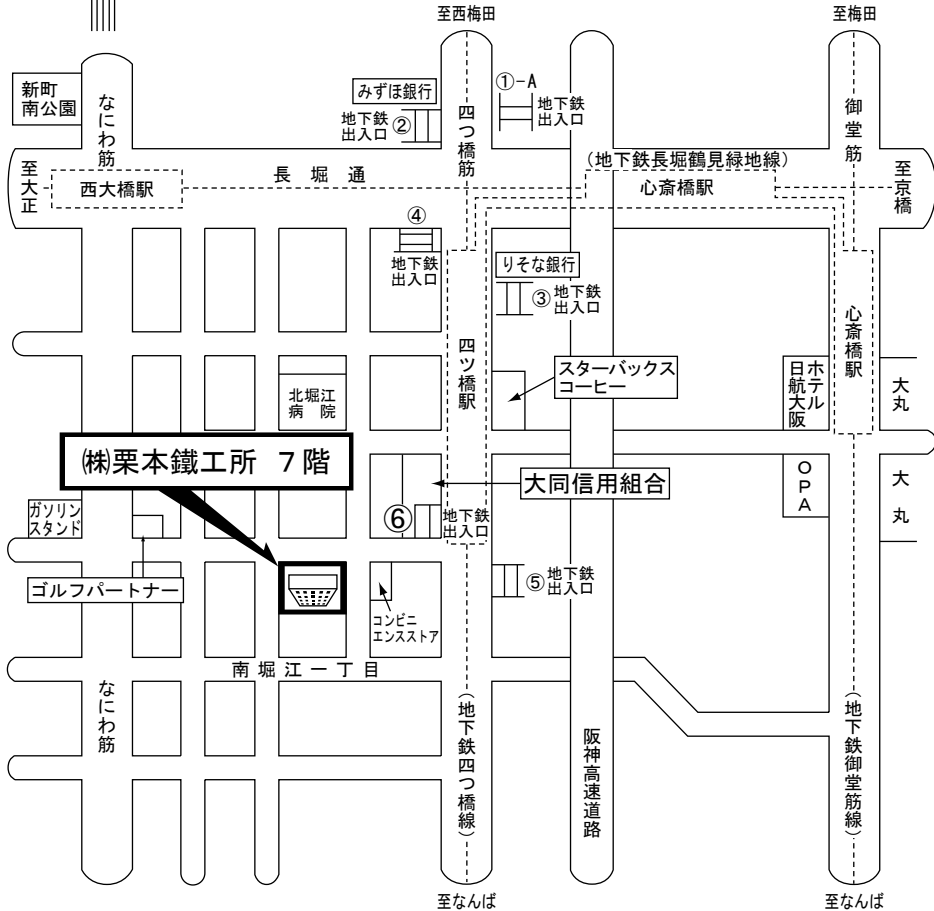 至西梅田
至梅田
新町
南公園
なにわ筋
みずほ銀行
地下鉄
出入口
②
四つ橋筋
①-A
地下鉄
出入口
御堂筋
(地下鉄長堀鶴見緑地線)
至大正
西大橋駅
長堀通
心斎橋駅
至京橋
④
地下鉄
出入口
りそな銀行
③
地下鉄
出入口
四ツ橋駅
心斎橋駅
北堀江
病院
スターバックス
コーヒー
ホテル
日航大阪
大丸
㈱栗本鐵工所 7階
大同信用組合
OPA
大丸
ガソリン
スタンド
⑥
地下鉄
出入口
ゴルフパートナー
コンビニ
エンスストア
⑤
地下鉄
出入口
南堀江一丁目
なにわ筋
(地下鉄四つ橋線)
阪神高速道路
(地下鉄御堂筋線)
至なんば
至なんば